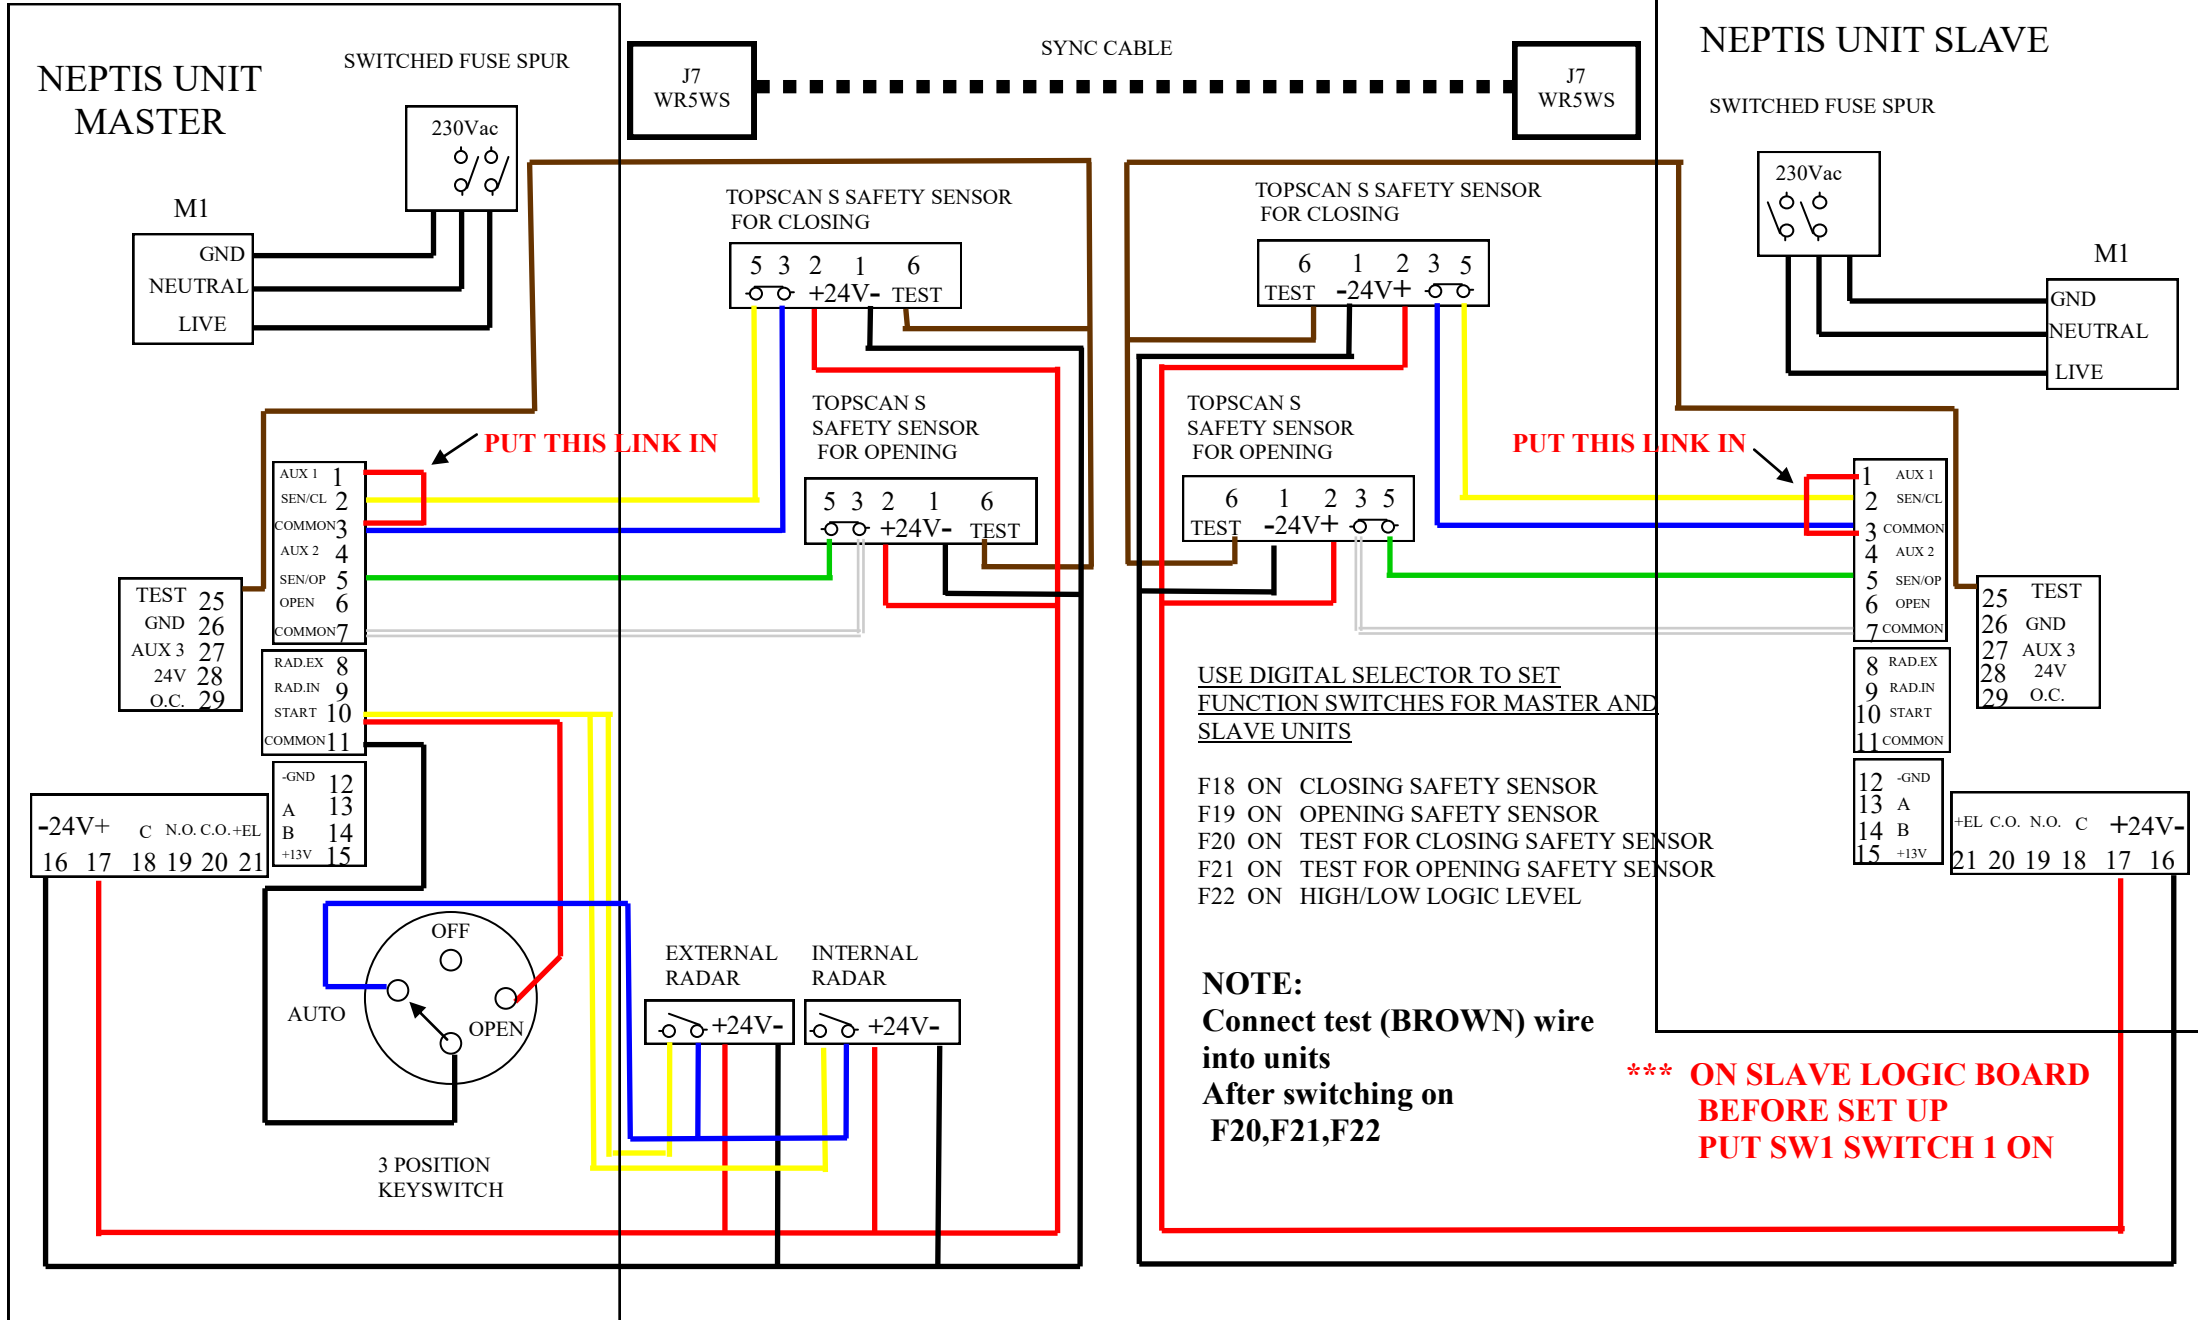 NEPTIS UNIT
MASTER
SWITCHED FUSE SPUR
230Vac
M1
GND
NEUTRAL
LIVE
J7
WR5WS
SYNC CABLE
J7
WR5WS
NEPTIS UNIT SLAVE
SWITCHED FUSE SPUR
230Vac
M1
GND
NEUTRAL
LIVE
TOPSCAN S SAFETY SENSOR
FOR CLOSING
5 3 2 1 6
+24V- TEST
TOPSCAN S SAFETY SENSOR
FOR CLOSING
6 1 2 3 5
TEST -24V+
TOPSCAN S
SAFETY SENSOR
FOR OPENING
5 3 2 1 6
+24V- TEST
TOPSCAN S
SAFETY SENSOR
FOR OPENING
6 1 2 3 5
TEST -24V+
PUT THIS LINK IN
PUT THIS LINK IN
AUX 1 1
SEN/CL 2
COMMON 3
AUX 2 4
SEN/OP 5
OPEN 6
COMMON 7
RAD.EX 8
RAD.IN 9
START 10
COMMON 11
-GND 12
A 13
B 14
+13V 15
TEST 25
GND 26
AUX 3 27
24V 28
O.C. 29
-24V+ C N.O. C.O. +EL
16 17 18 19 20 21
1 AUX 1
2 SEN/CL
3 COMMON
4 AUX 2
5 SEN/OP
6 OPEN
7 COMMON
8 RAD.EX
9 RAD.IN
10 START
11 COMMON
12 -GND
13 A
14 B
15 +13V
25 TEST
26 GND
27 AUX 3
28 24V
29 O.C.
+EL C.O. N.O. C +24V-
21 20 19 18 17 16
OFF
AUTO
OPEN
3 POSITION
KEYSWITCH
EXTERNAL
RADAR
+24V-
INTERNAL
RADAR
+24V-
USE DIGITAL SELECTOR TO SET
FUNCTION SWITCHES FOR MASTER AND
SLAVE UNITS
F18 ON CLOSING SAFETY SENSOR
F19 ON OPENING SAFETY SENSOR
F20 ON TEST FOR CLOSING SAFETY SENSOR
F21 ON TEST FOR OPENING SAFETY SENSOR
F22 ON HIGH/LOW LOGIC LEVEL
NOTE:
Connect test (BROWN) wire
into units
After switching on
F20,F21,F22
*** ON SLAVE LOGIC BOARD
BEFORE SET UP
PUT SW1 SWITCH 1 ON